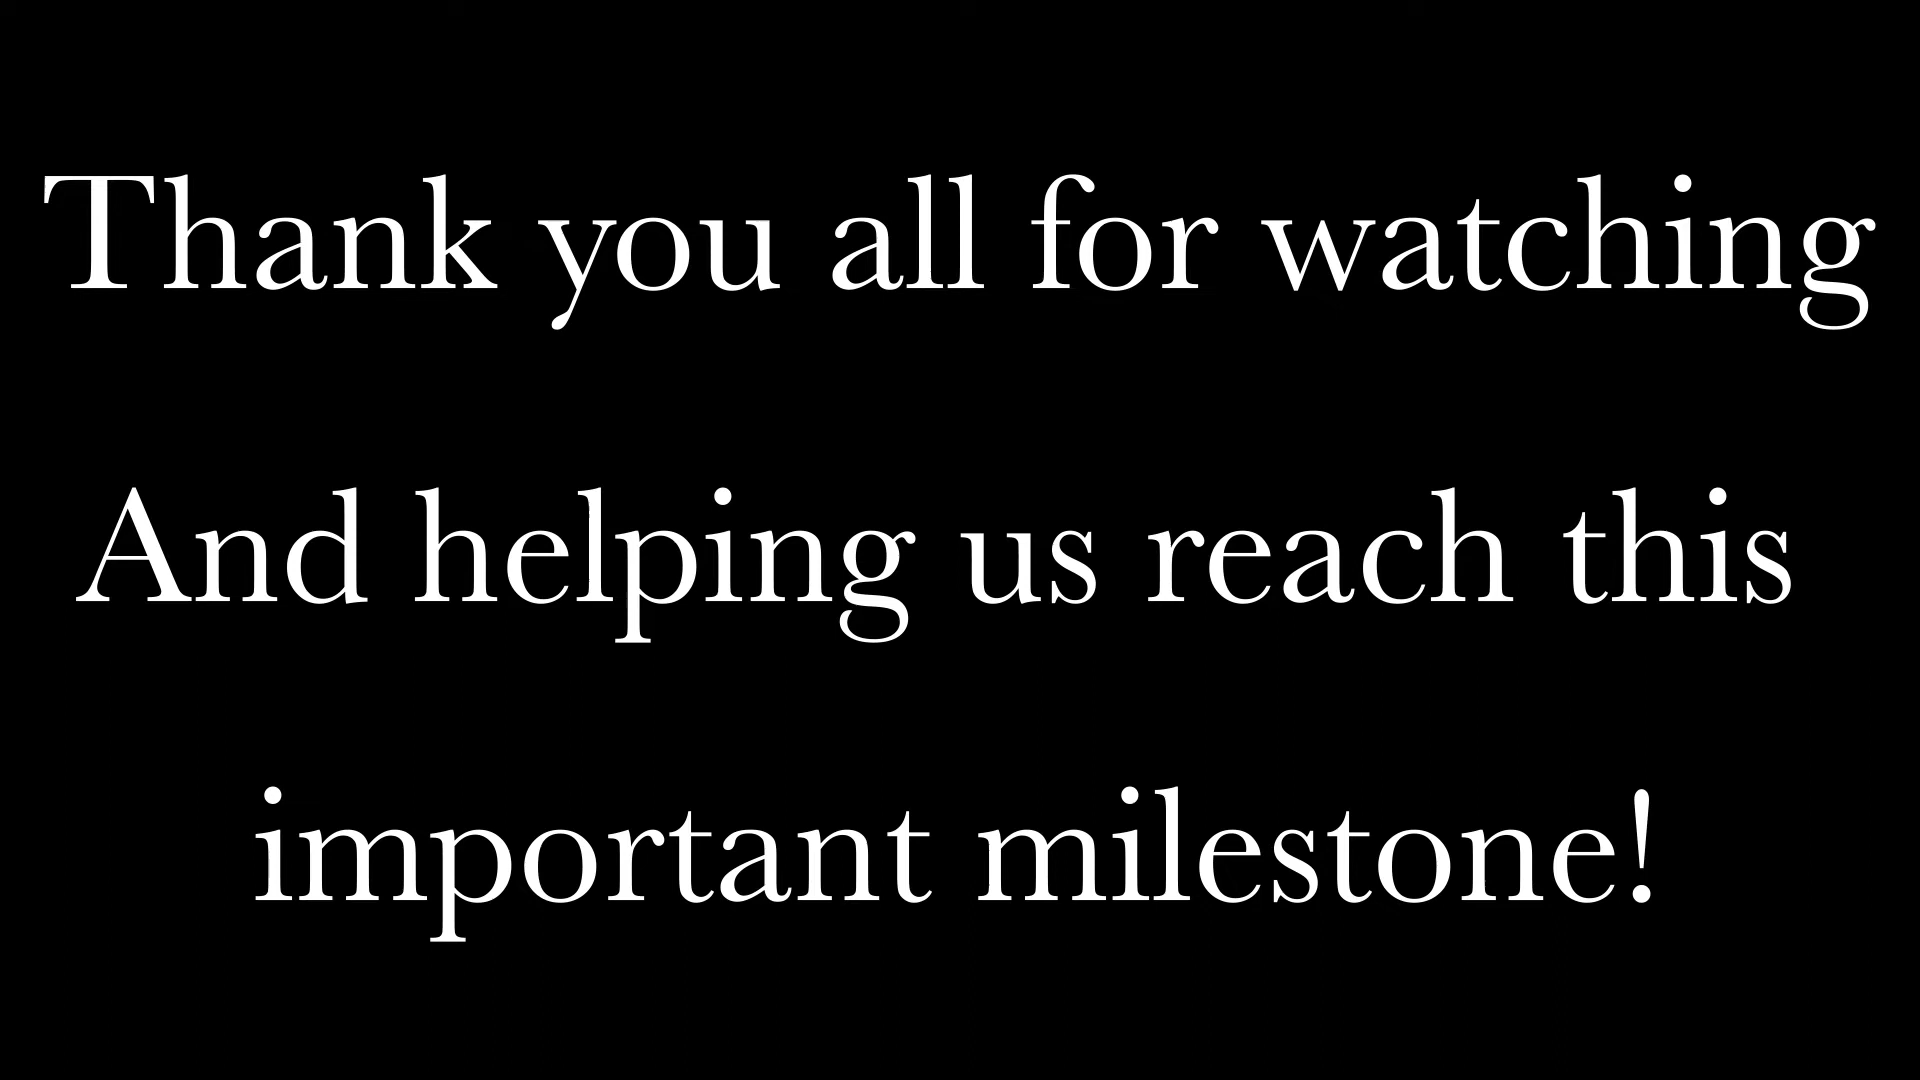 Thank you all for watching
And helping us reach this
important milestone!